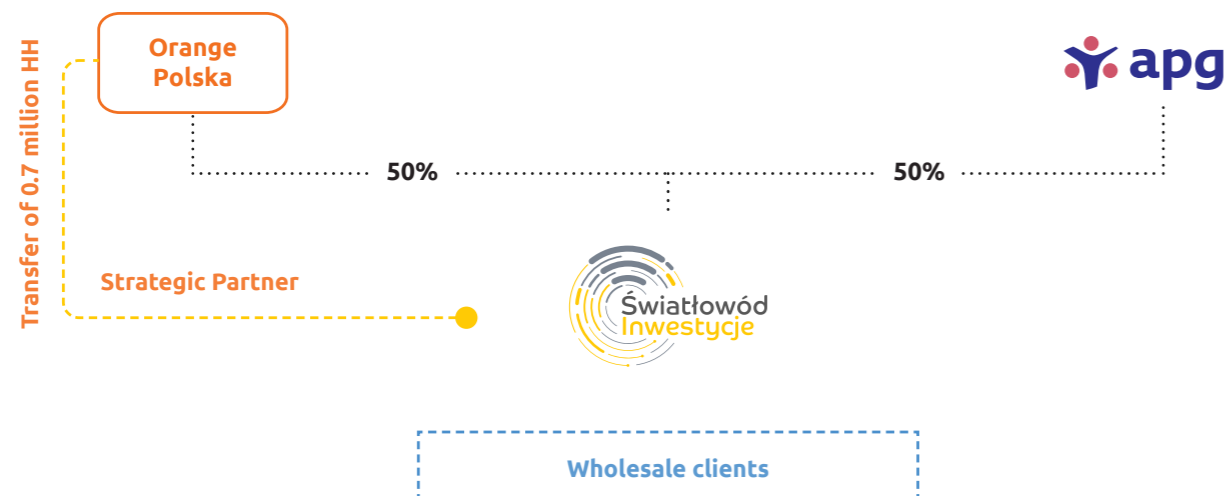 Orange
Polska
apg
Transfer of 0.7 million HH
50%
50%
Strategic Partner
Światłowód
Inwestycje
Wholesale clients